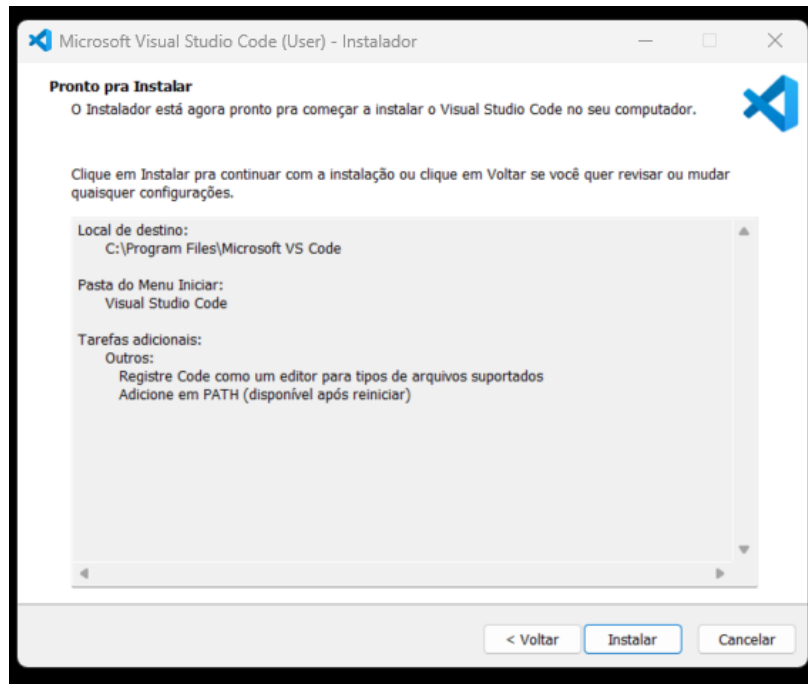 Microsoft Visual Studio Code (User) - Instalador
Pronto pra Instalar
O Instalador está agora pronto pra começar a instalar o Visual Studio Code no seu computador.
Clique em Instalar pra continuar com a instalação ou clique em Voltar se você quer revisar ou mudar
quaisquer configurações.
Local de destino:
C:\Program Files\Microsoft VS Code
Pasta do Menu Iniciar:
Visual Studio Code
Tarefas adicionais:
Outros:
Registre Code como um editor para tipos de arquivos suportados
Adicione em PATH (disponível após reiniciar)
< Voltar
Instalar
Cancelar